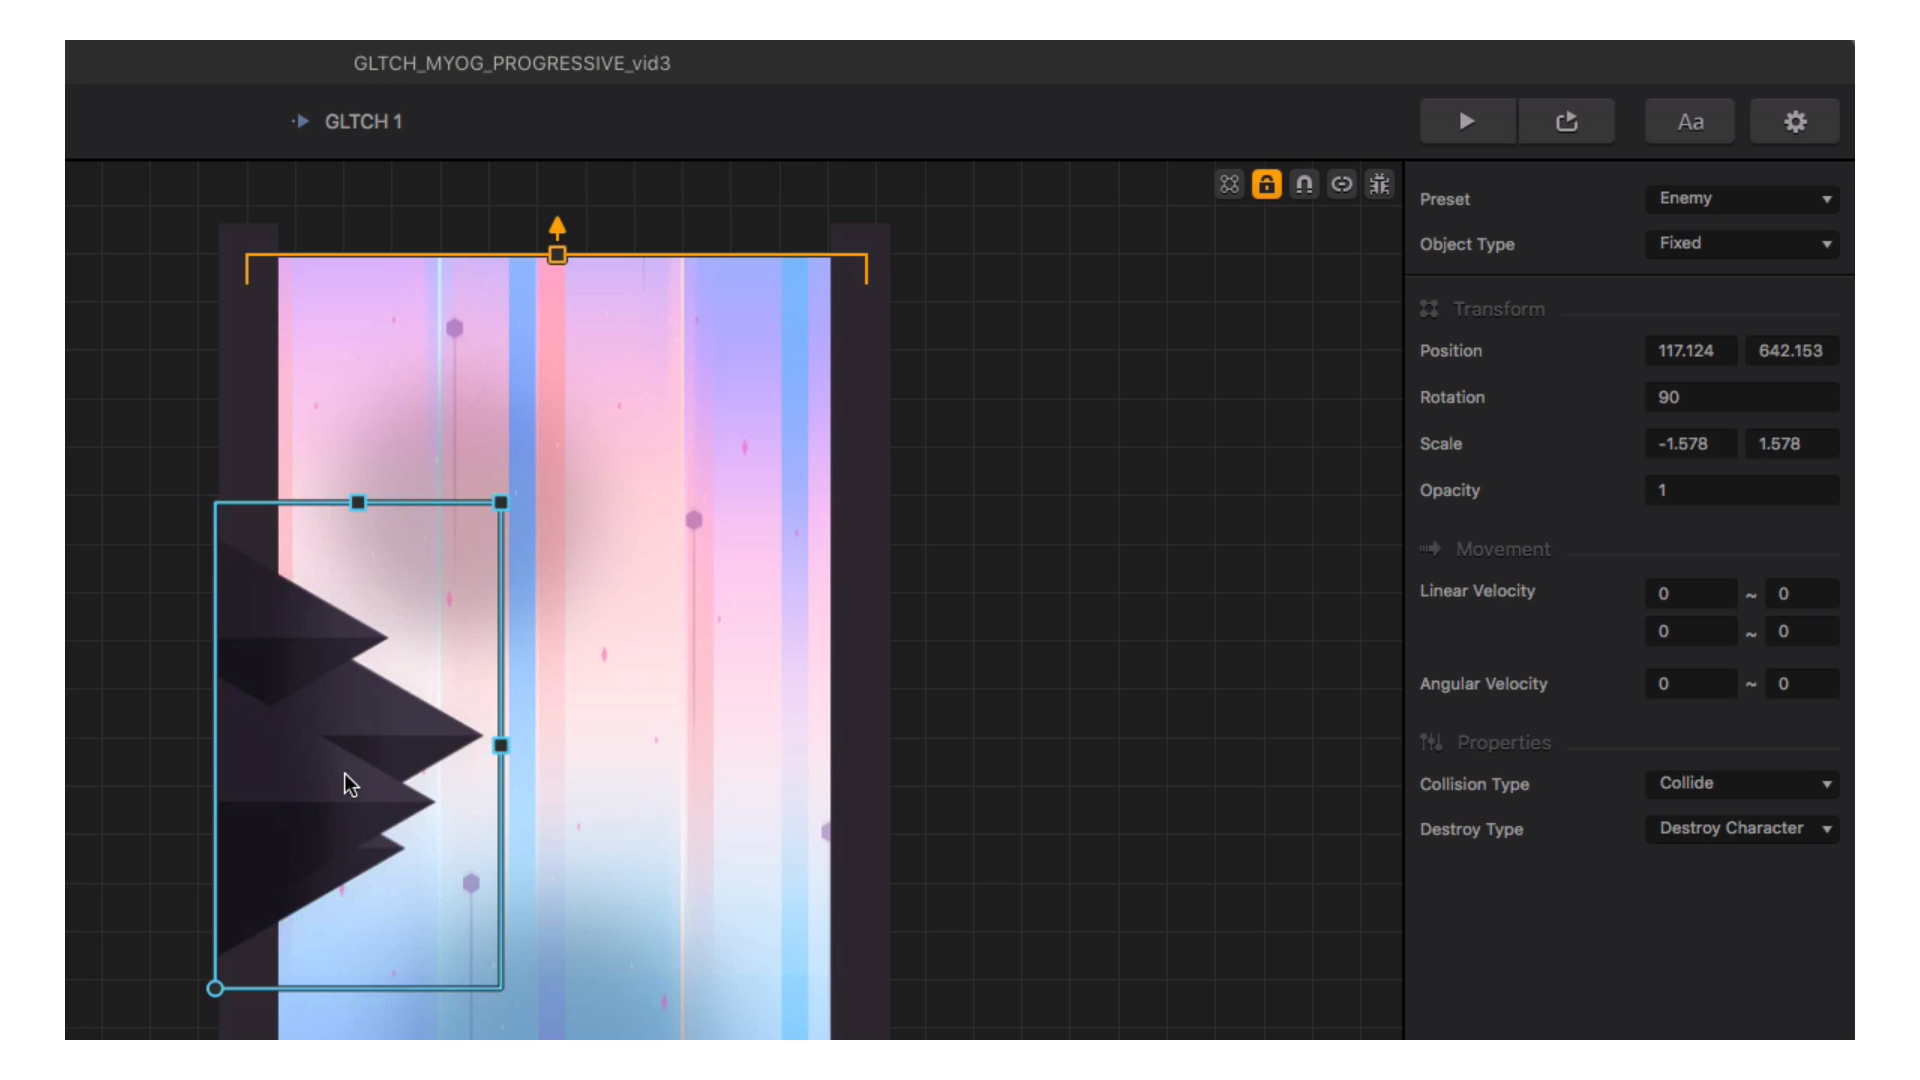 GLTCH_MYOG_PROGRESSIVE_vid3
GLTCH 1
Aa
Preset Enemy
Object Type Fixed
Transform
Position 117.124 642.153
Rotation 90
Scale -1.578 1.578
Opacity 1
Movement
Linear Velocity 0 ~ 0
0 ~ 0
Angular Velocity 0 ~ 0
Properties
Collision Type Collide
Destroy Type Destroy Character